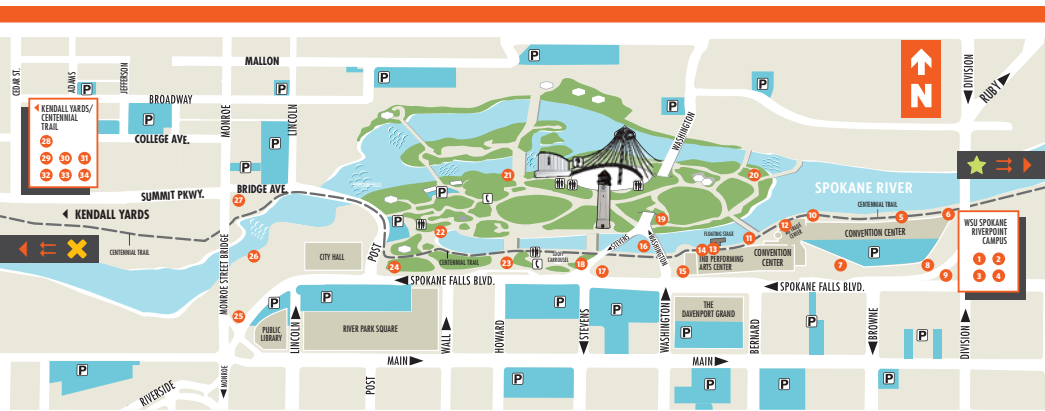 MALLON
P
P
P
P
P
P
P
P
P
P
P
CEDAR ST.
ADAMS
JEFFERSON
BROADWAY
COLLEGE AVE.
MONROE
LINCOLN
WASHINGTON
DIVISION
RUBY
N
KENDALL YARDS/
CENTENNIAL
TRAIL
28
29 30 31
32 33 34
SUMMIT PKWY.
BRIDGE AVE.
KENDALL YARDS
CENTENNIAL TRAIL
MONROE STREET BRIDGE
27
26
25
24
23
22
21
20
19
18
17
16
15
14
13
12
11
10
9
8
7
6
5
SPOKANE RIVER
CENTENNIAL TRAIL
CONVENTION CENTER
P
WSU SPOKANE
RIVERPOINT
CAMPUS
1 2
3 4
CITY HALL
POST
CENTENNIAL TRAIL
CAROUSEL
STEVENS
WASHINGTON
FLOATING STAGE
INB PERFORMING
ARTS CENTER
CONVENTION
CENTER
SPOKANE FALLS BLVD.
SPOKANE FALLS BLVD.
PUBLIC
LIBRARY
LINCOLN
RIVER PARK SQUARE
WALL
HOWARD
STEVENS
WASHINGTON
THE
DAVENPORT GRAND
BERNARD
BROWNE
DIVISION
P
P
P
P
P
P
MAIN
MAIN
P
P
P
P
P
RIVERSIDE
MONROE
POST